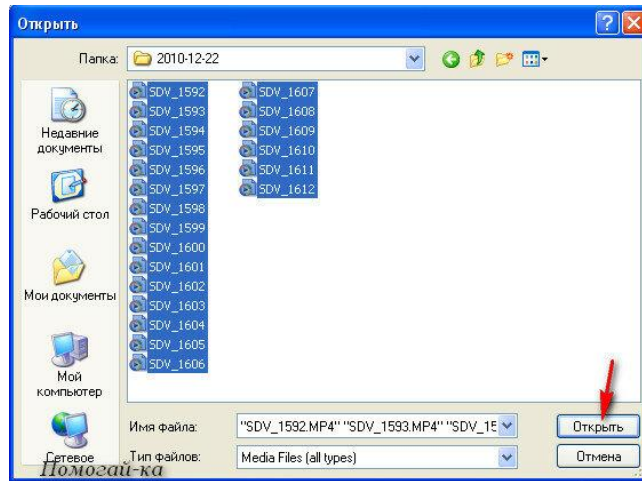 Открыть
Папка: 2010-12-22
Недавние документы
Рабочий стол
Мои документы
Мой компьютер
Сетевое
SDV_1592
SDV_1593
SDV_1594
SDV_1595
SDV_1596
SDV_1597
SDV_1598
SDV_1599
SDV_1600
SDV_1601
SDV_1602
SDV_1603
SDV_1604
SDV_1605
SDV_1606
SDV_1607
SDV_1608
SDV_1609
SDV_1610
SDV_1611
SDV_1612
Имя файла: "SDV_1592.MP4" "SDV_1593.MP4" "SDV_15 Открыть
Тип файлов: Media Files (all types) Отмена
Помогай-ка